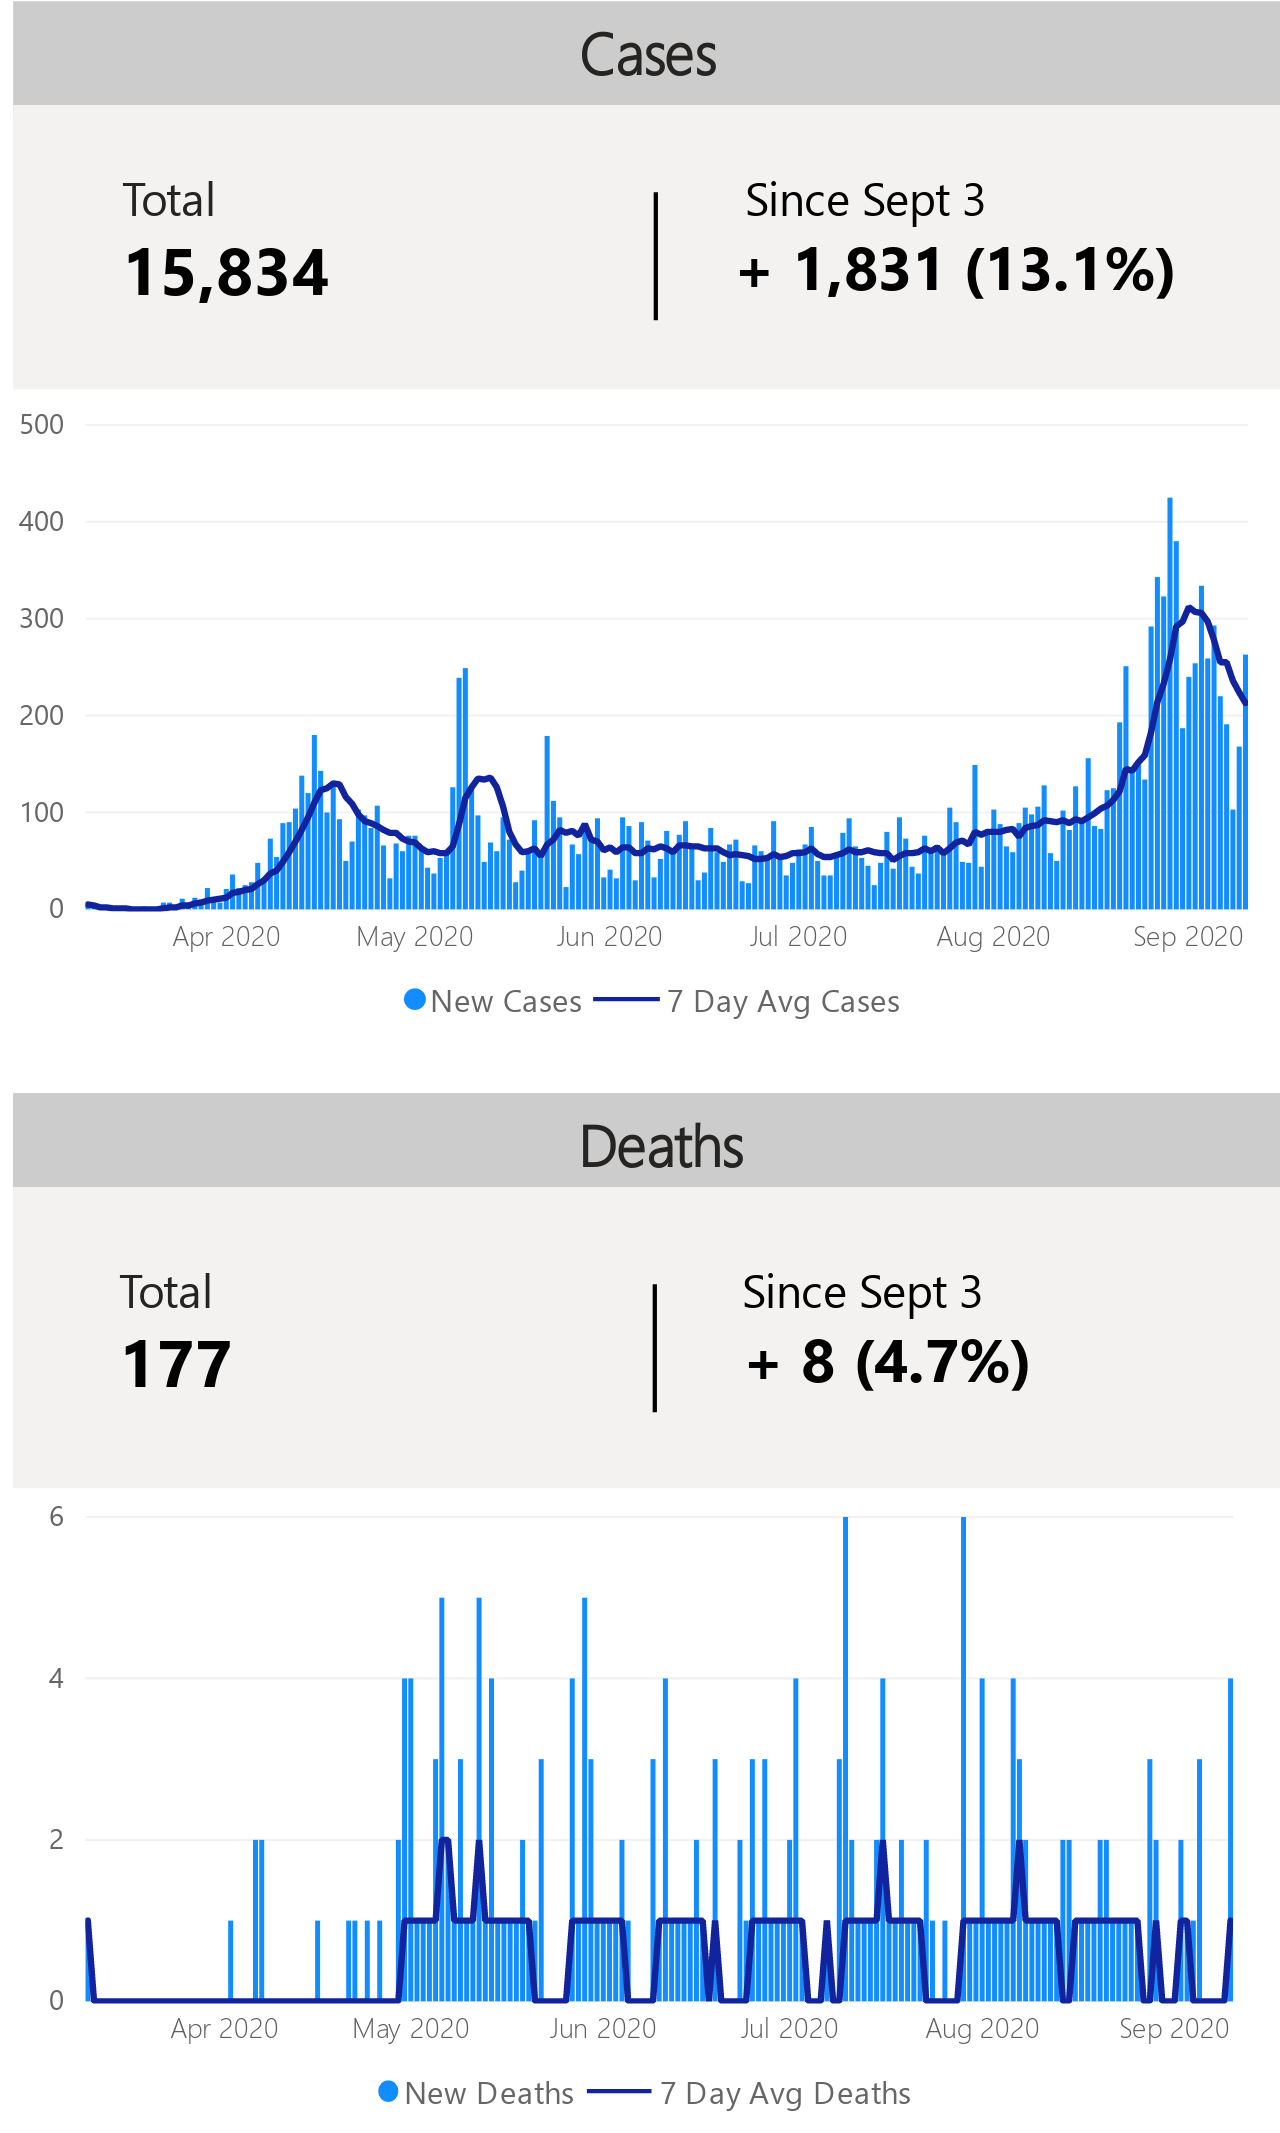 Cases
Total
Since Sept 3
15,834
+ 1,831 (13.1%)
500
400
300
200
100
0
Apr 2020
May 2020
Jun 2020
Jul 2020
Aug 2020
Sep 2020
New Cases
7 Day Avg Cases
Deaths
Total
Since Sept 3
177
+ 8 (4.7%)
6
4
2
0
Apr 2020
May 2020
Jun 2020
Jul 2020
Aug 2020
Sep 2020
New Deaths
7 Day Avg Deaths